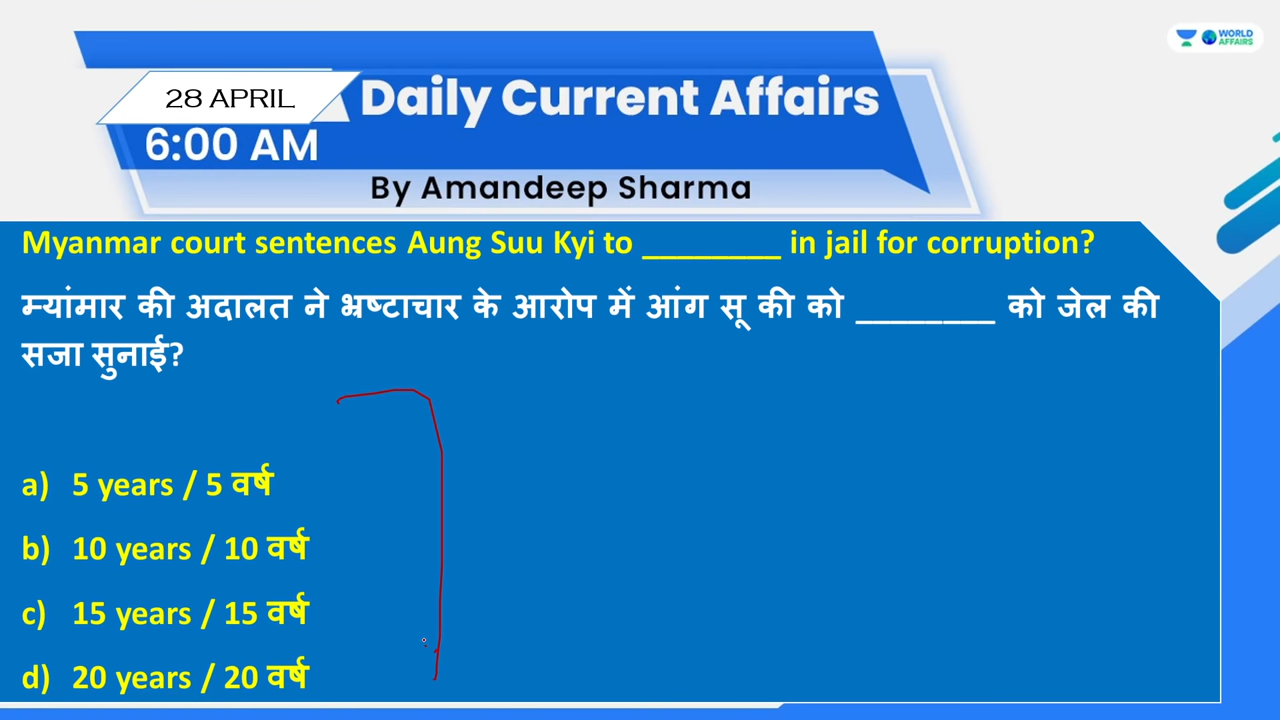 WORLD
AFFAIRS
28 APRIL
Daily Current Affairs
6:00 AM
By Amandeep Sharma
Myanmar court sentences Aung Suu Kyi to ________ in jail for corruption?
म्यांमार की अदालत ने भ्रष्टाचार के आरोप में आंग सू की को ________ को जेल की
सजा सुनाई?
a) 5 years / 5 वर्ष
b) 10 years / 10 वर्ष
c) 15 years / 15 वर्ष
d) 20 years / 20 वर्ष